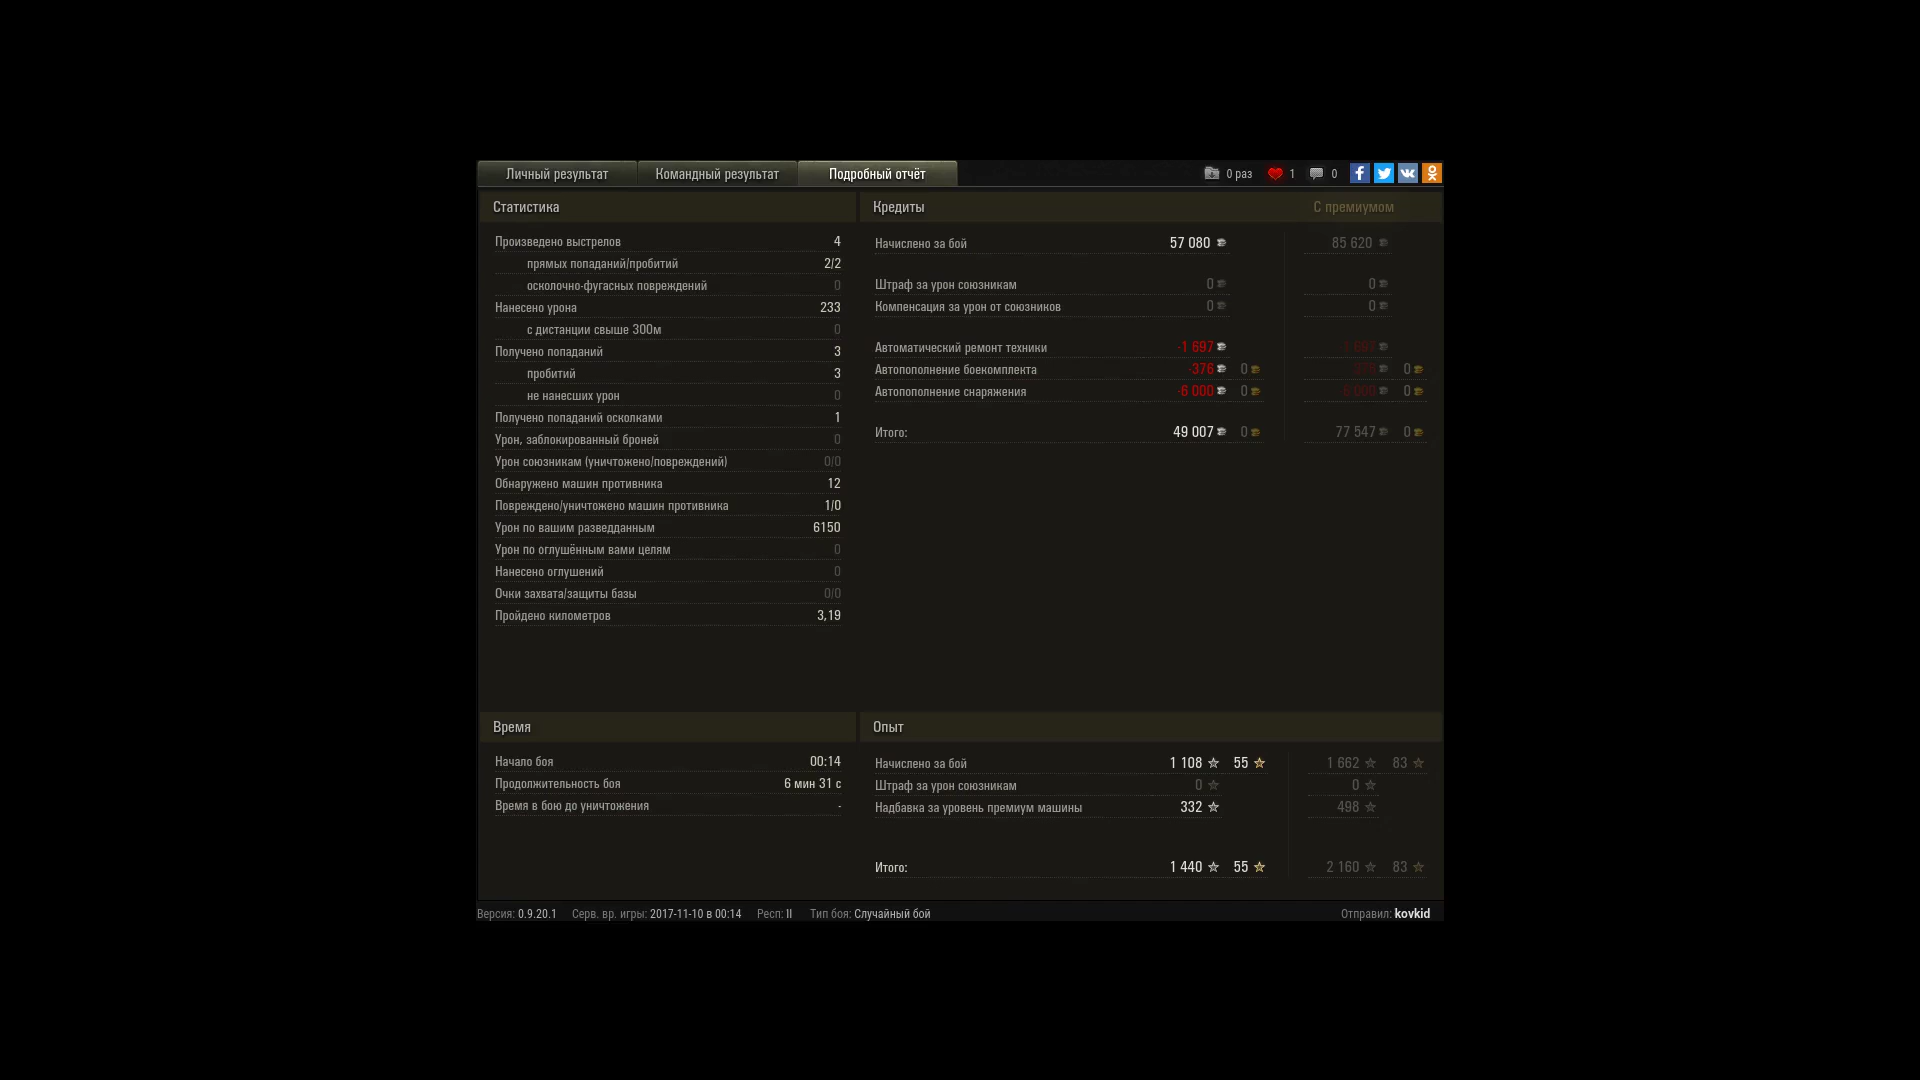 Личный результат Командный результат Подробный отчёт 0 раз 1 0
Статистика
Произведено выстрелов 4
прямых попаданий/пробитий 2/2
осколочно-фугасных повреждений 0
Нанесено урона 233
с дистанции свыше 300м 0
Получено попаданий 3
пробитий 3
не нанесших урон 0
Получено попаданий осколками 1
Урон, заблокированный броней 0
Урон союзникам (уничтожено/повреждений) 0/0
Обнаружено машин противника 12
Повреждено/уничтожено машин противника 1/0
Урон по вашим разведданным 6150
Урон по оглушённым вами целям 0
Нанесено оглушений 0
Очки захвата/защиты базы 0/0
Пройдено километров 3,19
Кредиты С премиумом
Начислено за бой 57 080 85 620
Штраф за урон союзникам 0 0
Компенсация за урон от союзников 0 0
Автоматический ремонт техники -1 697 -1 697
Автопополнение боекомплекта -376 0 -376 0
Автопополнение снаряжения -6 000 0 -6 000 0
Итого: 49 007 0 77 547 0
Время
Начало боя 00:14
Продолжительность боя 6 мин 31 с
Время в бою до уничтожения -
Опыт
Начислено за бой 1 108 55 1 662 83
Штраф за урон союзникам 0 0
Надбавка за уровень премиум машины 332 498
Итого: 1 440 55 2 160 83
Версия: 0.9.20.1 Серв. вр. игры: 2017-11-10 в 00:14 Респ: II Тип боя: Случайный бой Отправил: kovkid